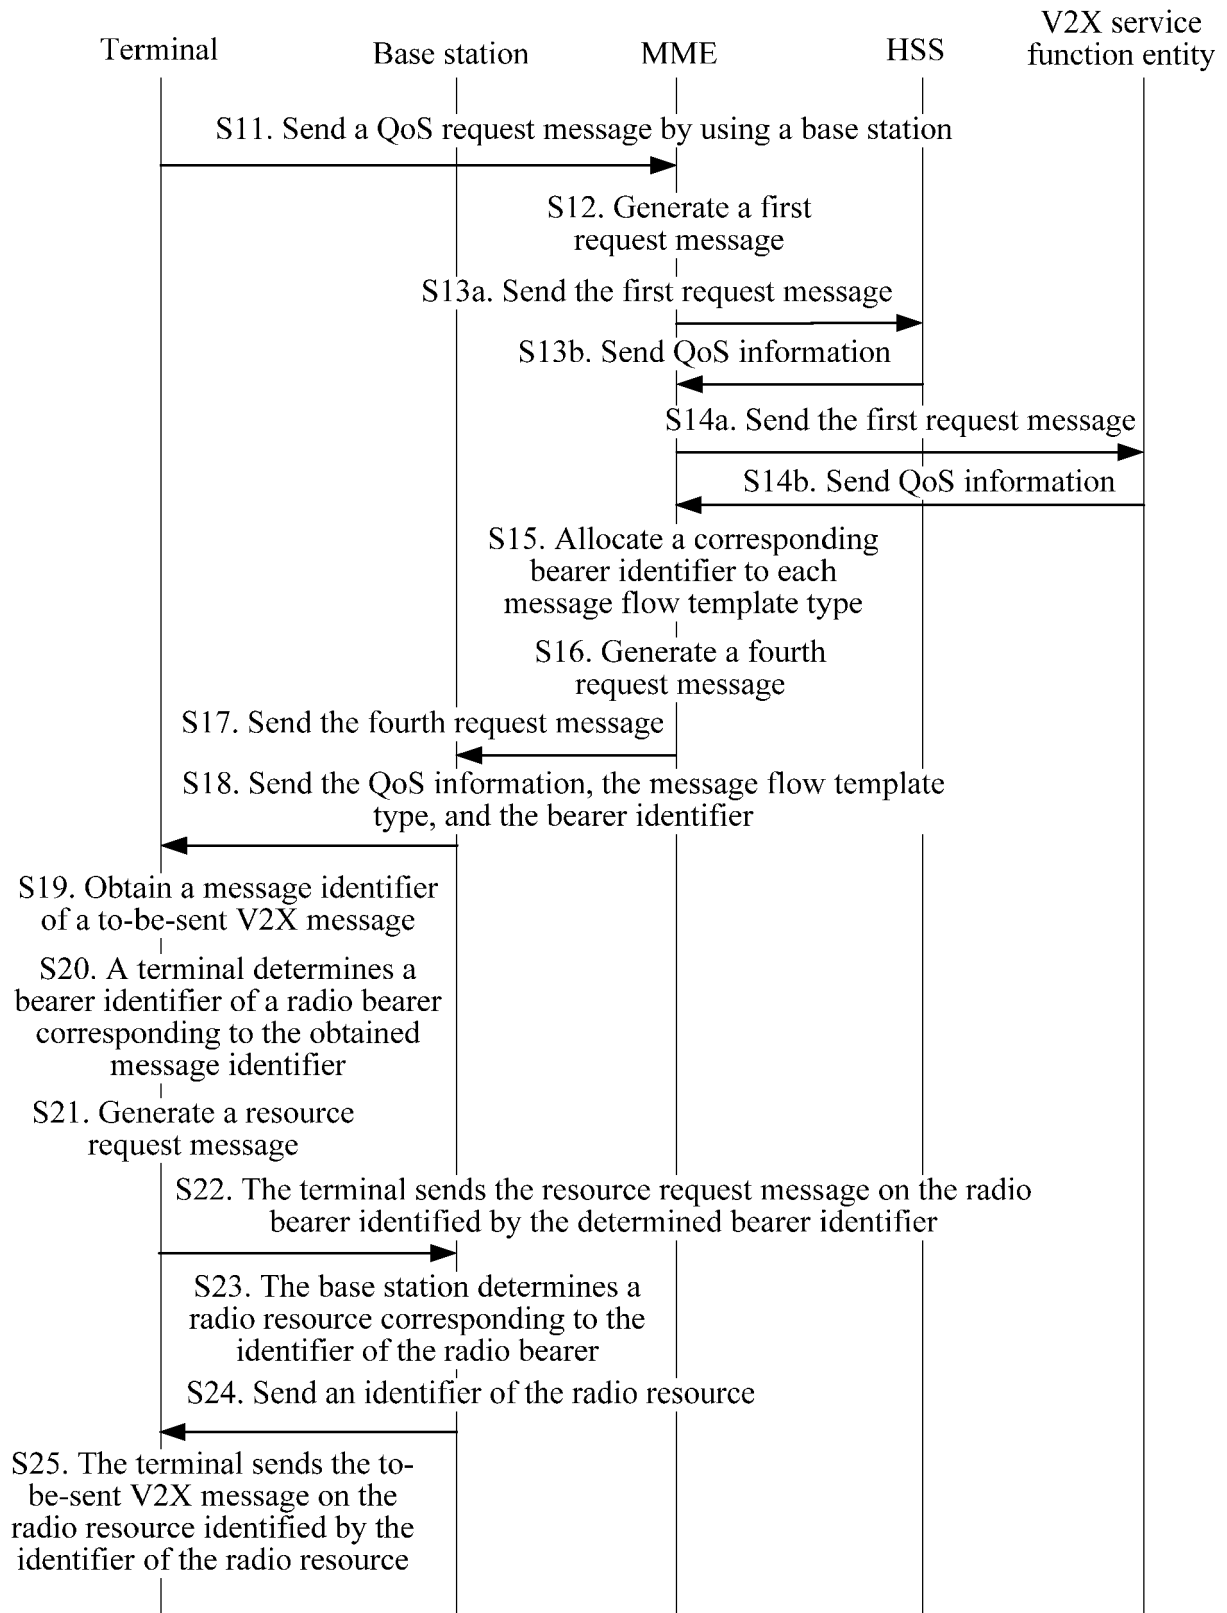 Terminal
Base station
MME
HSS
V2X service
function entity
S11. Send a QoS request message by using a base station
S12. Generate a first
request message
S13a. Send the first request message
S13b. Send QoS information
S14a. Send the first request message
S14b. Send QoS information
S15. Allocate a corresponding
bearer identifier to each
message flow template type
S16. Generate a fourth
request message
S17. Send the fourth request message
S18. Send the QoS information, the message flow template
type, and the bearer identifier
S19. Obtain a message identifier
of a to-be-sent V2X message
S20. A terminal determines a
bearer identifier of a radio bearer
corresponding to the obtained
message identifier
S21. Generate a resource
request message
S22. The terminal sends the resource request message on the radio
bearer identified by the determined bearer identifier
S23. The base station determines a
radio resource corresponding to the
identifier of the radio bearer
S24. Send an identifier of the radio resource
S25. The terminal sends the to-
be-sent V2X message on the
radio resource identified by the
identifier of the radio resource